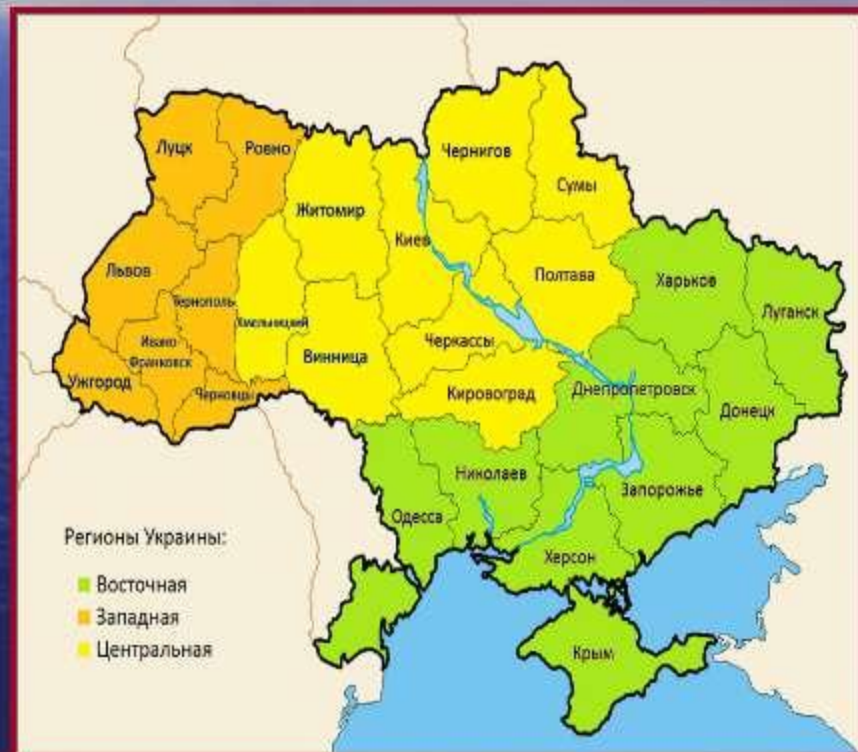 Луцк
Ровно
Чернигов
Сумы
Житомир
Киев
Львов
Тернополь
Хмельницкий
Полтава
Харьков
Луганск
Ивано
Франковск
Винница
Черкассы
Ужгород
Черновцы
Кировоград
Днепропетровск
Донецк
Николаев
Запорожье
Одесса
Херсон
Крым
Регионы Украины:
Восточная
Западная
Центральная